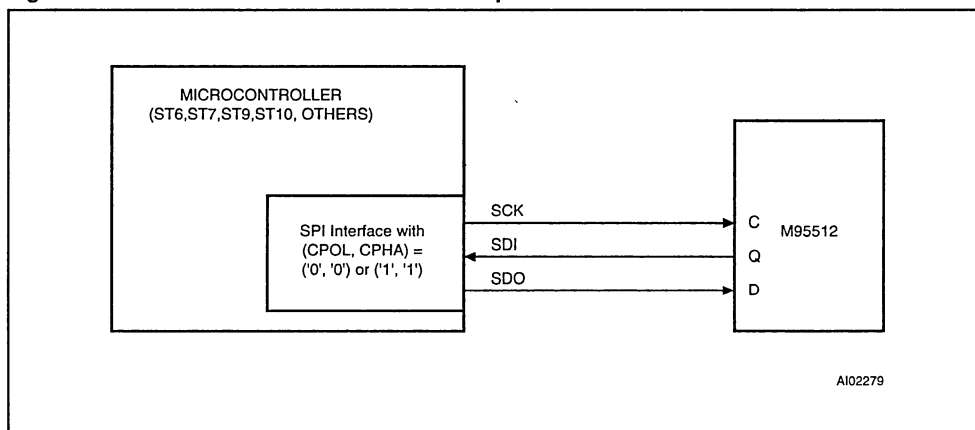 MICROCONTROLLER
(ST6,ST7,ST9,ST10, OTHERS)
SPI Interface with
(CPOL, CPHA) =
('0', '0') or ('1', '1')
SCK
SDI
SDO
C
Q
D
M95512
AI02279